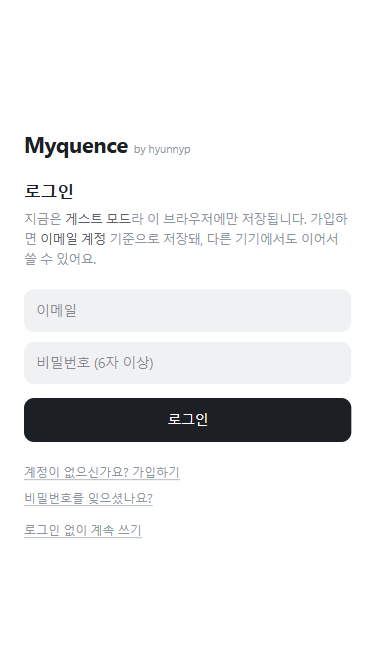 Myquence by hyunnyp
로그인
지금은 게스트 모드라 이 브라우저에만 저장됩니다. 가입하
면 이메일 계정 기준으로 저장돼, 다른 기기에서도 이어서
쓸 수 있어요.
이메일
비밀번호 (6자 이상)
로그인
계정이 없으신가요? 가입하기
비밀번호를 잊으셨나요?
로그인 없이 계속 쓰기